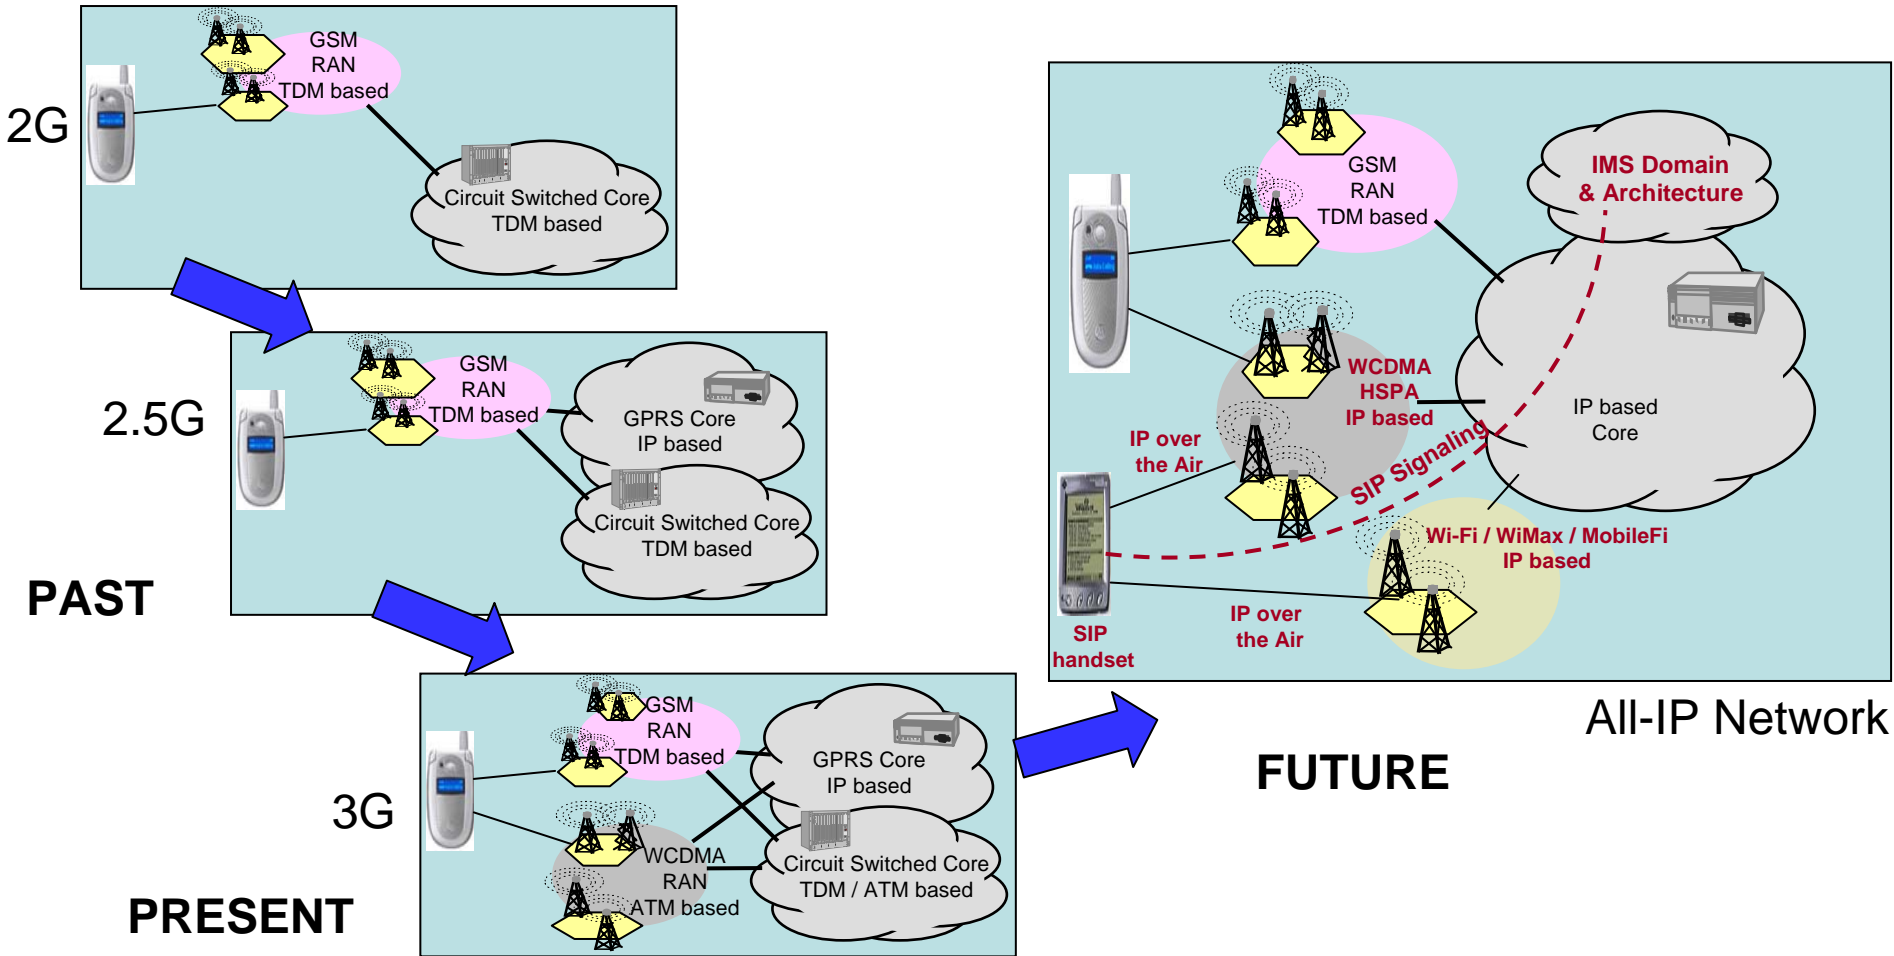 2G
GSM
RAN
TDM based
Circuit Switched Core
TDM based
2.5G
GSM
RAN
TDM based
GPRS Core
IP based
Circuit Switched Core
TDM based
PAST
3G
GSM
RAN
TDM based
WCDMA
RAN
ATM based
GPRS Core
IP based
Circuit Switched Core
TDM / ATM based
PRESENT
GSM
RAN
TDM based
IMS Domain
& Architecture
WCDMA
HSPA
IP based
IP based
Core
IP over
the Air
SIP Signaling
Wi-Fi / WiMax / MobileFi
IP based
IP over
the Air
SIP
handset
All-IP Network
FUTURE